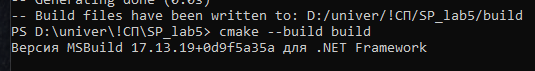 -- Generating done (0.0s)
-- Build files have been written to: D:/univer/!СП/SP_lab5/build
PS D:\univer\!СП\SP_lab5> cmake --build build
Версия MSBuild 17.13.19+0d9f5a35a для .NET Framework